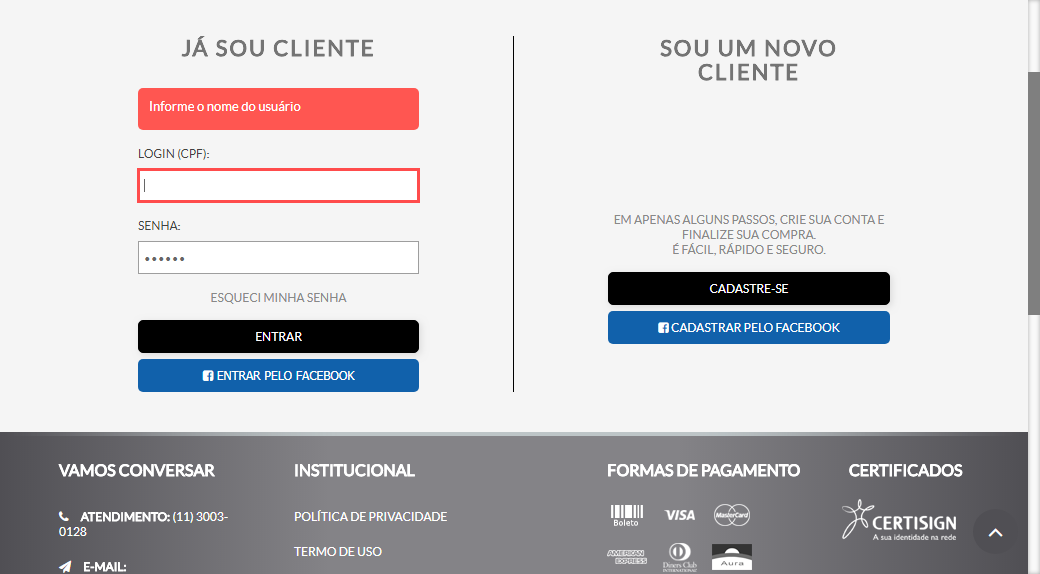 JÁ SOU CLIENTE
Informe o nome do usuário
LOGIN (CPF):
SENHA:
••••••
ESQUECI MINHA SENHA
ENTRAR
ENTRAR PELO FACEBOOK
SOU UM NOVO
CLIENTE
EM APENAS ALGUNS PASSOS, CRIE SUA CONTA E
FINALIZE SUA COMPRA.
É FÁCIL, RÁPIDO E SEGURO.
CADASTRE-SE
CADASTRAR PELO FACEBOOK
VAMOS CONVERSAR
ATENDIMENTO: (11) 3003-
0128
E-MAIL:
INSTITUCIONAL
POLÍTICA DE PRIVACIDADE
TERMO DE USO
FORMAS DE PAGAMENTO
Boleto
VISA
MasterCard
AMERICAN
EXPRESS
Diners Club
INTERNATIONAL
Aura
CERTIFICADOS
CERTISIGN
A sua identidade na rede